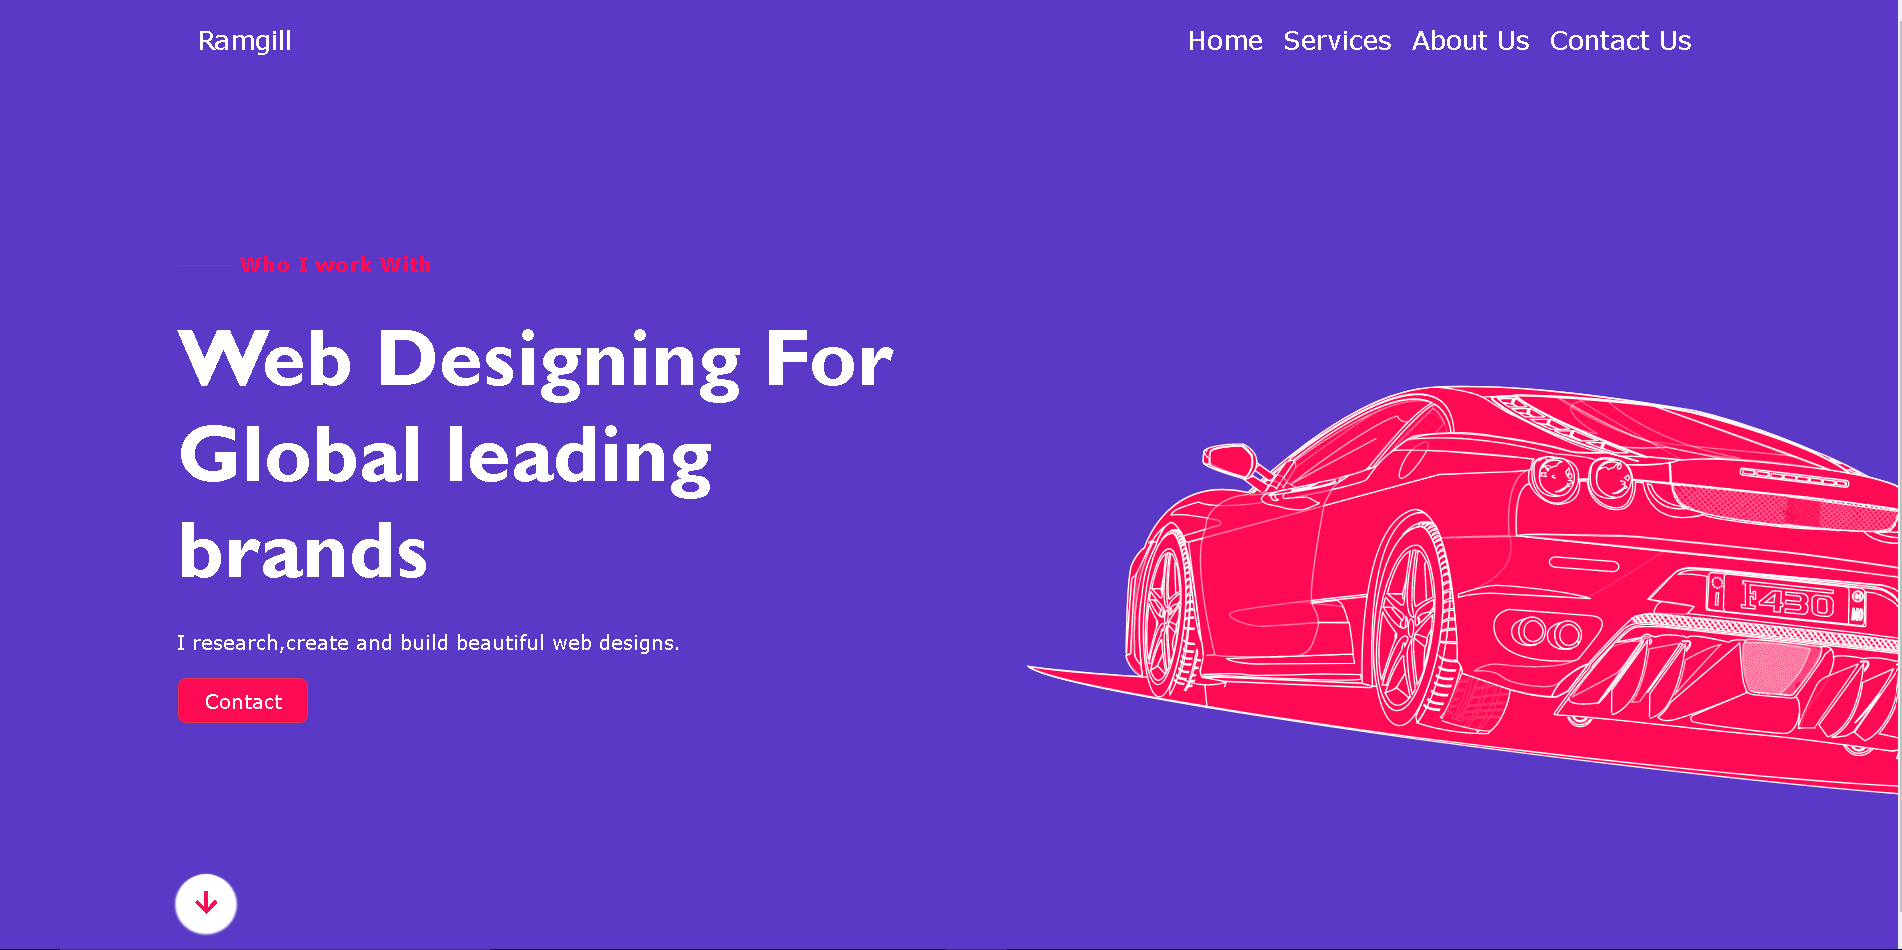 Ramgill
Home Services About Us Contact Us
Who I work With
Web Designing For
Global leading
brands
I research,create and build beautiful web designs.
Contact
F430